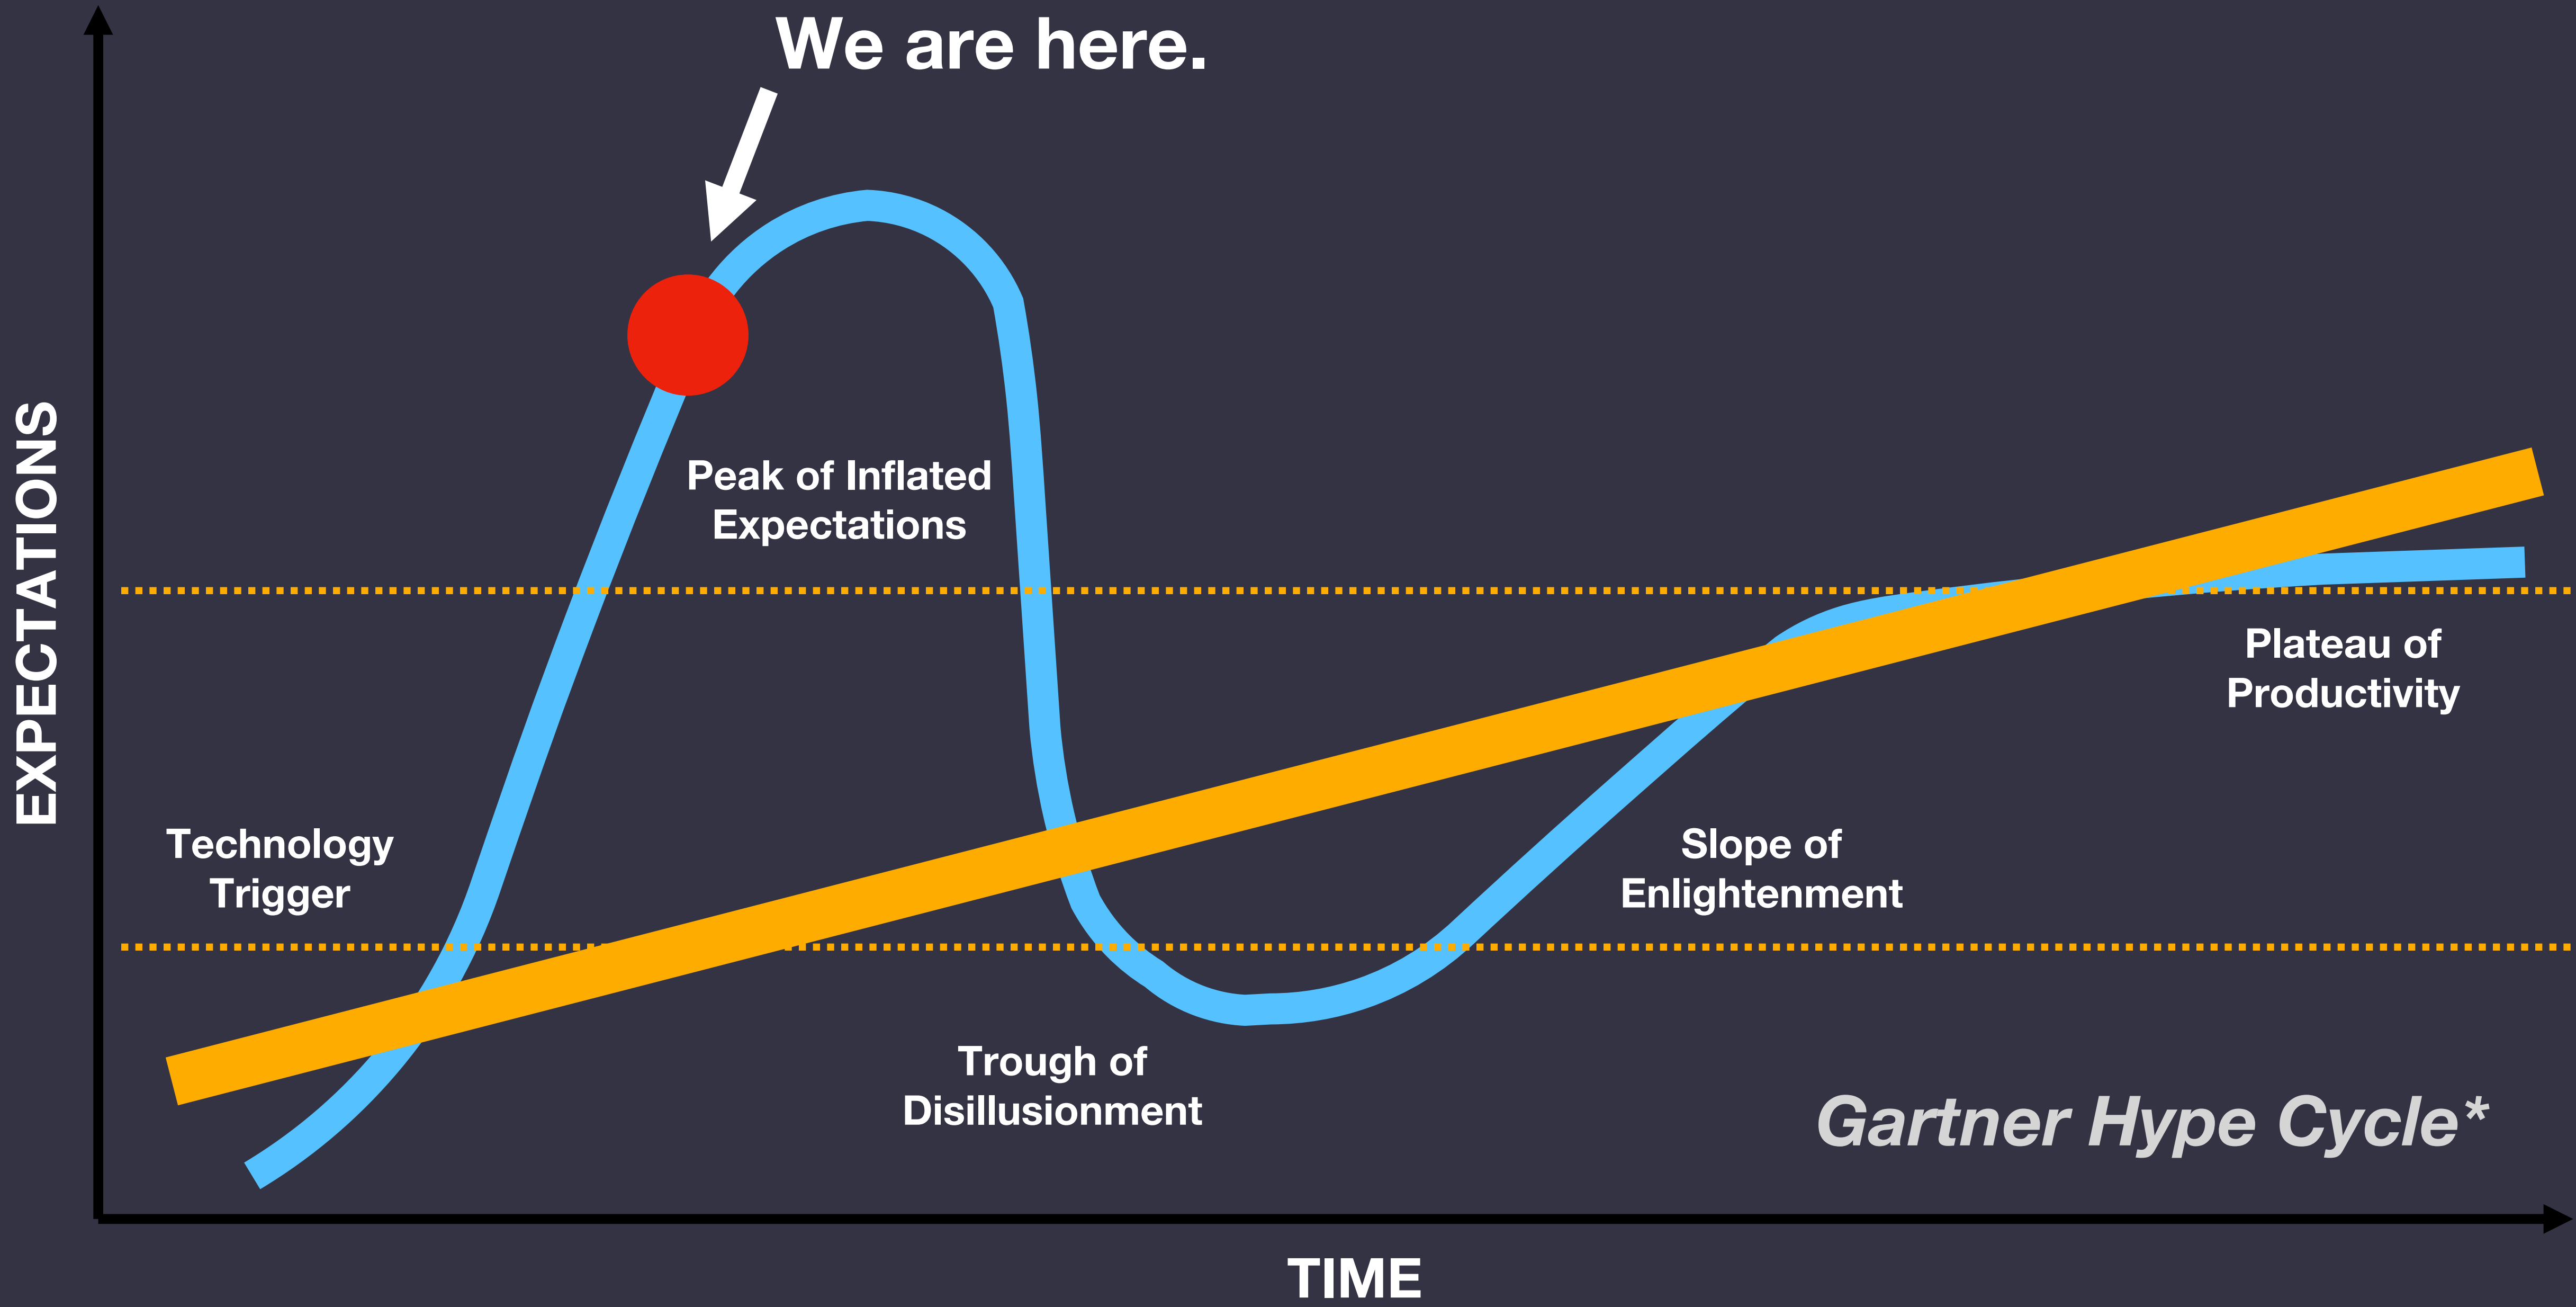 We are here.
EXPECTATIONS
Peak of Inflated
Expectations
Plateau of
Productivity
Technology
Trigger
Slope of
Enlightenment
Trough of
Disillusionment
Gartner Hype Cycle*
TIME